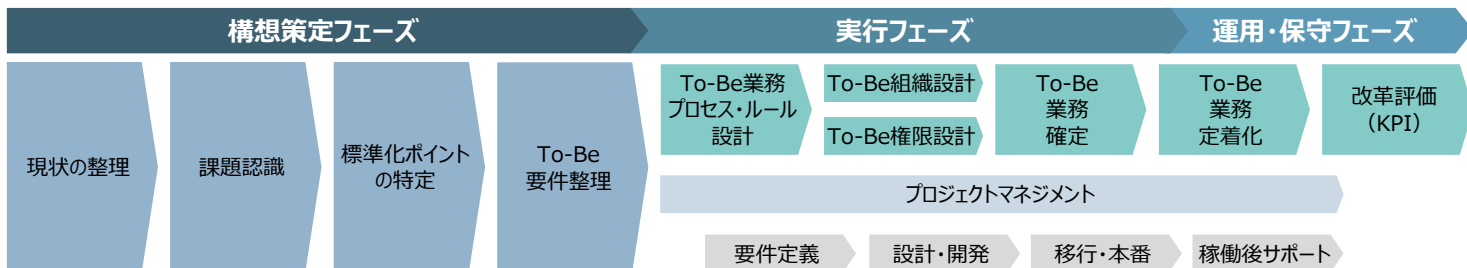 構想策定フェーズ
実行フェーズ
運用・保守フェーズ
現状の整理
課題認識
標準化ポイント
の特定
To-Be
要件整理
To-Be業務
プロセス・ルール
設計
To-Be組織設計
To-Be権限設計
To-Be
業務
確定
To-Be
業務
定着化
改革評価
（KPI）
プロジェクトマネジメント
要件定義
設計・開発
移行・本番
稼働後サポート